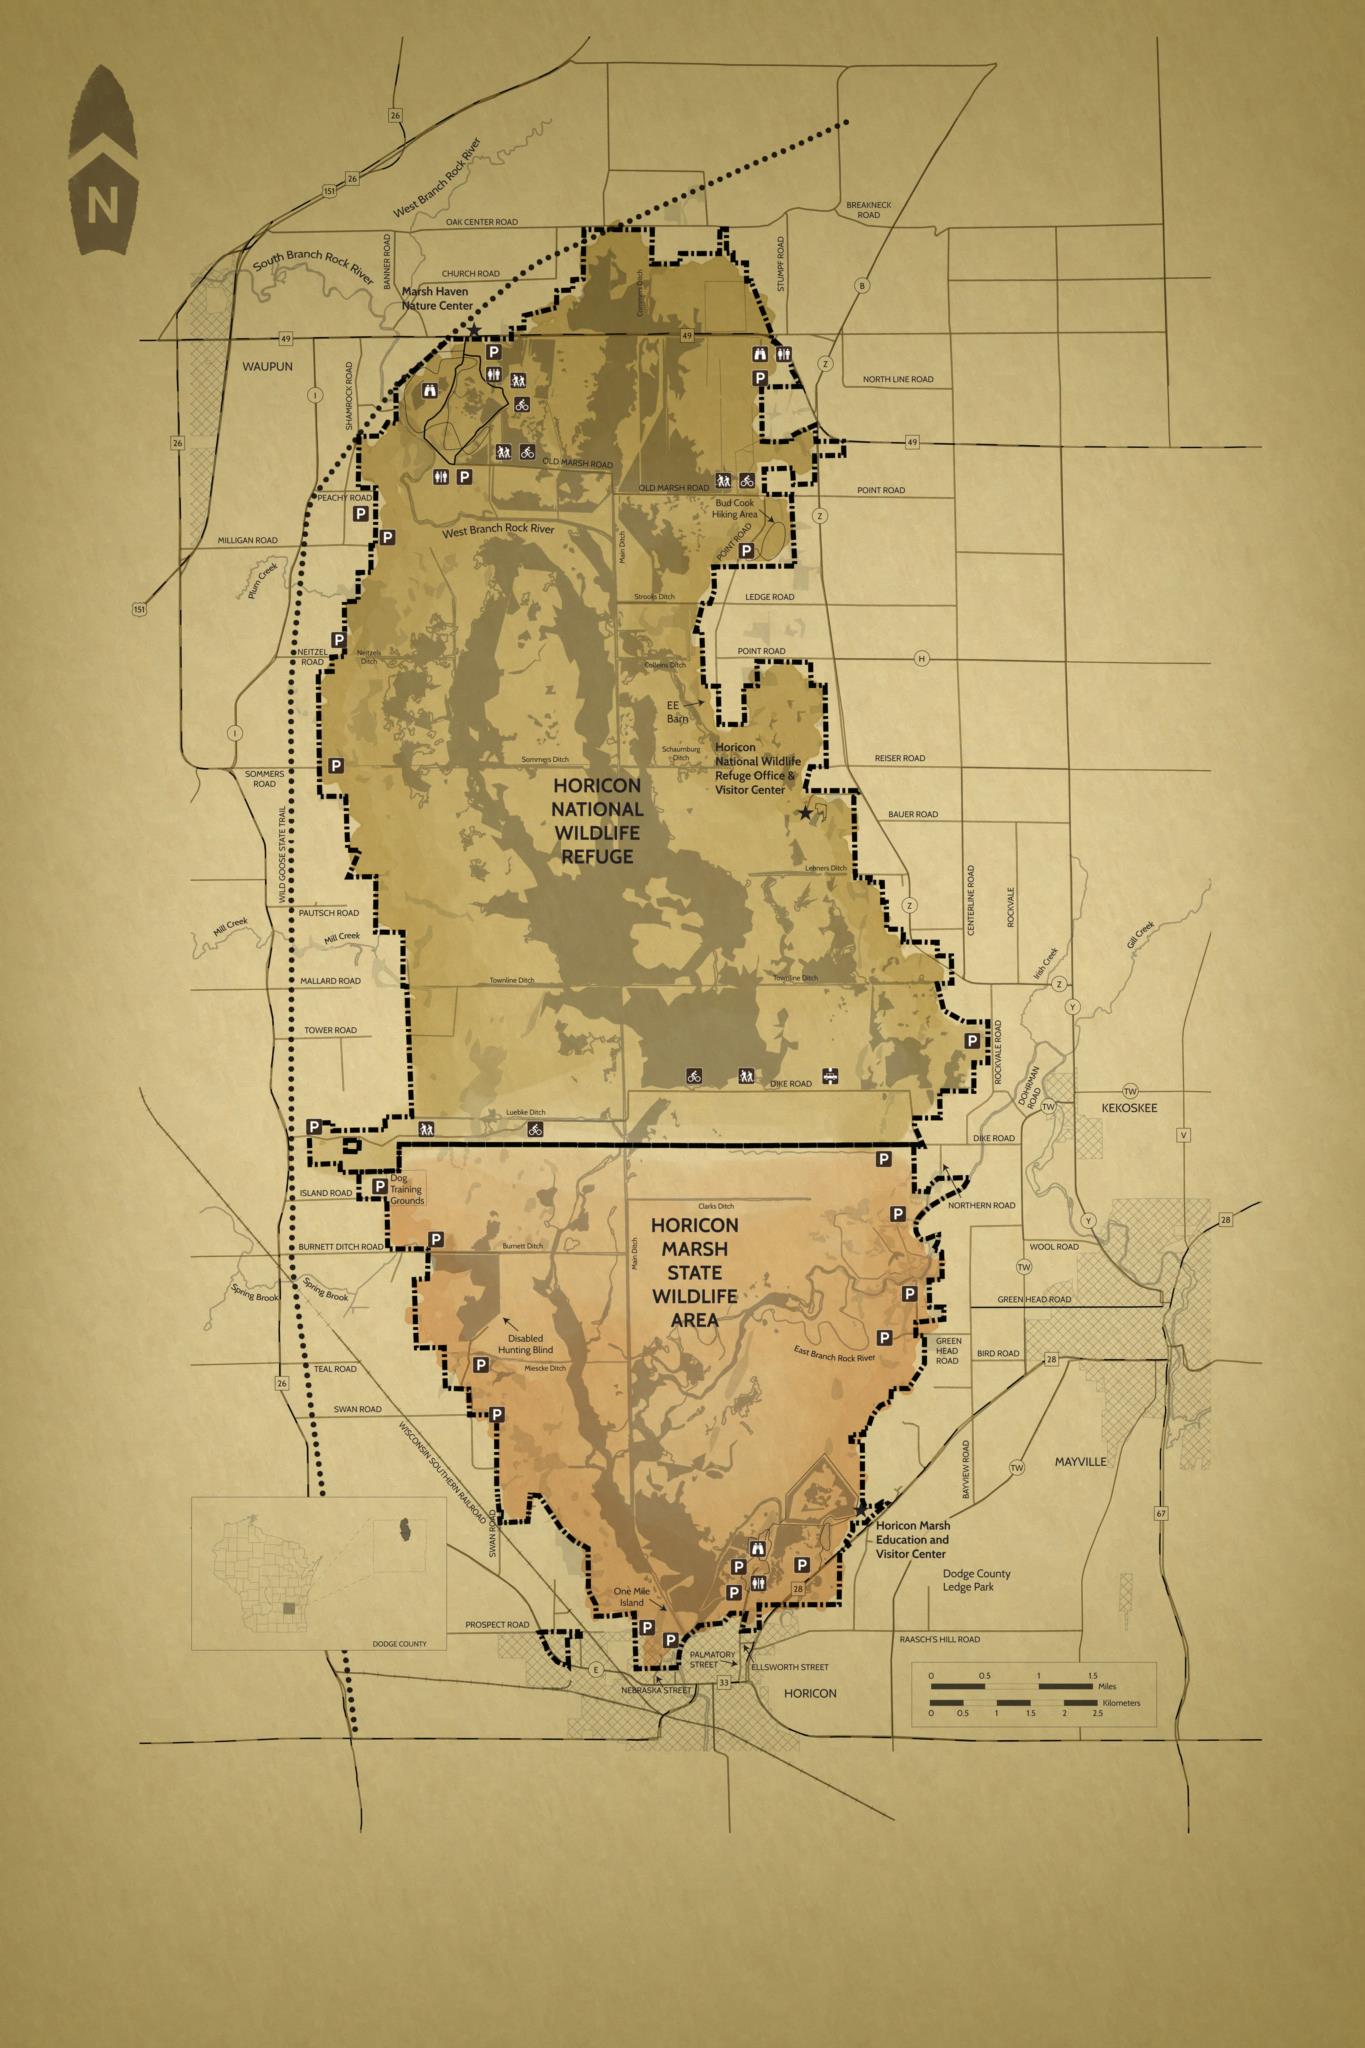 N
26
151
26
West Branch Rock River
OAK CENTER ROAD
BREAKNECK
ROAD
South Branch Rock River
BANNER ROAD
CHURCH ROAD
STUMPF ROAD
B
Marsh Haven
Nature Center
49
49
WAUPUN
SHAMROCK ROAD
P
Z
NORTH LINE ROAD
P
I
26
49
OLD MARSH ROAD
OLD MARSH ROAD
POINT ROAD
P
PEACHY ROAD
P
Bud Cook
Hiking Area
Z
West Branch Rock River
POINT ROAD
P
MILLIGAN ROAD
P
Main Ditch
Plum Creek
151
Strooks Ditch
LEDGE ROAD
P
NEITZEL
ROAD
Neitzels
Ditch
Colleins Ditch
POINT ROAD
H
EE
Barn
I
Schaumburg
Ditch
Horicon
National Wildlife
Refuge Office &
Visitor Center
SOMMERS
ROAD
P
Sommers Ditch
REISER ROAD
HORICON
NATIONAL
WILDLIFE
REFUGE
BAUER ROAD
WILD GOOSE STATE TRAIL
Lehners Ditch
CENTERLINE ROAD
ROCKVALE
Z
PAUTSCH ROAD
Mill Creek
Mill Creek
Gill Creek
Irish Creek
MALLARD ROAD
Townline Ditch
Townline Ditch
Z
Y
TOWER ROAD
P
ROCKVALE ROAD
DIKE ROAD
DOHRMAN
ROAD
TW
TW
KEKOSKEE
Luebke Ditch
P
DIKE ROAD
V
P
Dog
Training
Grounds
P
ISLAND ROAD
Clarks Ditch
NORTHERN ROAD
P
Y
28
HORICON
MARSH
STATE
WILDLIFE
AREA
BURNETT DITCH ROAD
P
Burnett Ditch
Main Ditch
WOOL ROAD
TW
Spring Brook
Spring Brook
P
GREEN HEAD ROAD
Disabled
Hunting Blind
P
East Branch Rock River
GREEN
HEAD
ROAD
BIRD ROAD
28
TEAL ROAD
P
Miescke Ditch
26
SWAN ROAD
P
WISCONSIN SOUTHERN RAILROAD
BAYVIEW ROAD
TW
MAYVILLE
SWAN ROAD
67
Horicon Marsh
Education and
Visitor Center
P
P
P
28
Dodge County
Ledge Park
One Mile
Island
PROSPECT ROAD
P
P
DODGE COUNTY
RAASCH'S HILL ROAD
PALMATORY
STREET
ELLSWORTH STREET
E
NEBRASKA STREET
33
HORICON
0 0.5 1 1.5
Miles
Kilometers
0 0.5 1 1.5 2 2.5